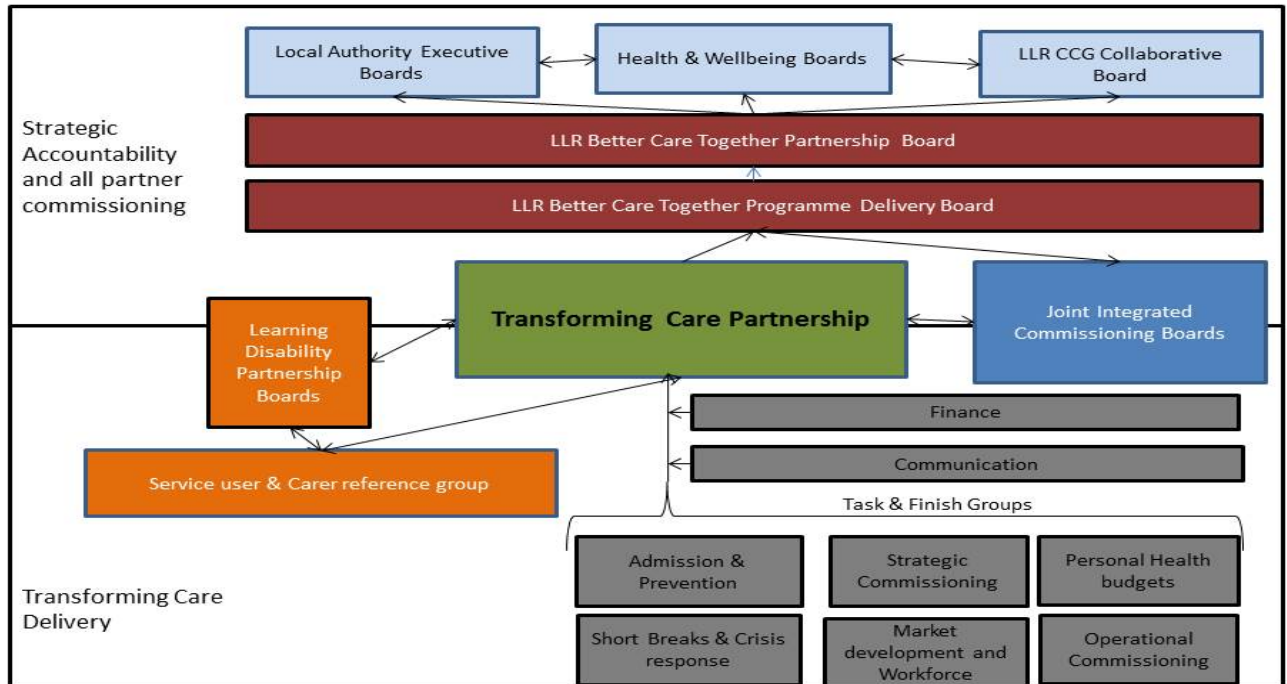 Local Authority Executive
Boards
Health & Wellbeing Boards
LLR CCG Collaborative
Board
Strategic
Accountability
and all partner
commissioning
LLR Better Care Together Partnership Board
LLR Better Care Together Programme Delivery Board
Transforming Care Partnership
Joint Integrated
Commissioning Boards
Learning
Disability
Partnership
Boards
Finance
Communication
Service user & Carer reference group
Task & Finish Groups
Admission &
Prevention
Strategic
Commissioning
Personal Health
budgets
Transforming Care
Delivery
Short Breaks & Crisis
response
Market
development and
Workforce
Operational
Commissioning